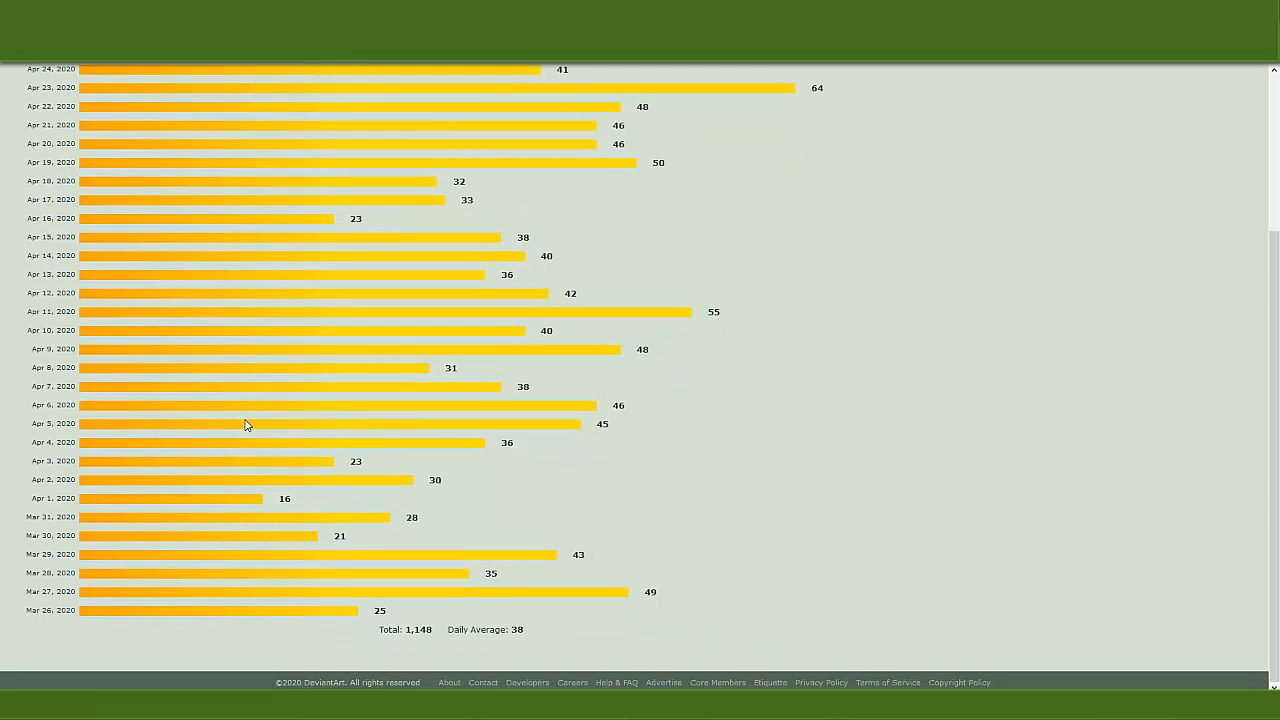 Apr 24, 2020 41
Apr 23, 2020 64
Apr 22, 2020 48
Apr 21, 2020 46
Apr 20, 2020 46
Apr 19, 2020 50
Apr 18, 2020 32
Apr 17, 2020 33
Apr 16, 2020 23
Apr 15, 2020 38
Apr 14, 2020 40
Apr 13, 2020 36
Apr 12, 2020 42
Apr 11, 2020 55
Apr 10, 2020 40
Apr 9, 2020 48
Apr 8, 2020 31
Apr 7, 2020 38
Apr 6, 2020 46
Apr 5, 2020 45
Apr 4, 2020 36
Apr 3, 2020 23
Apr 2, 2020 30
Apr 1, 2020 16
Mar 31, 2020 28
Mar 30, 2020 21
Mar 29, 2020 43
Mar 28, 2020 35
Mar 27, 2020 49
Mar 26, 2020 25
Total: 1,148 Daily Average: 38
©2020 DeviantArt. All rights reserved About Contact Developers Careers Help & FAQ Advertise Core Members Etiquette Privacy Policy Terms of Service Copyright Policy